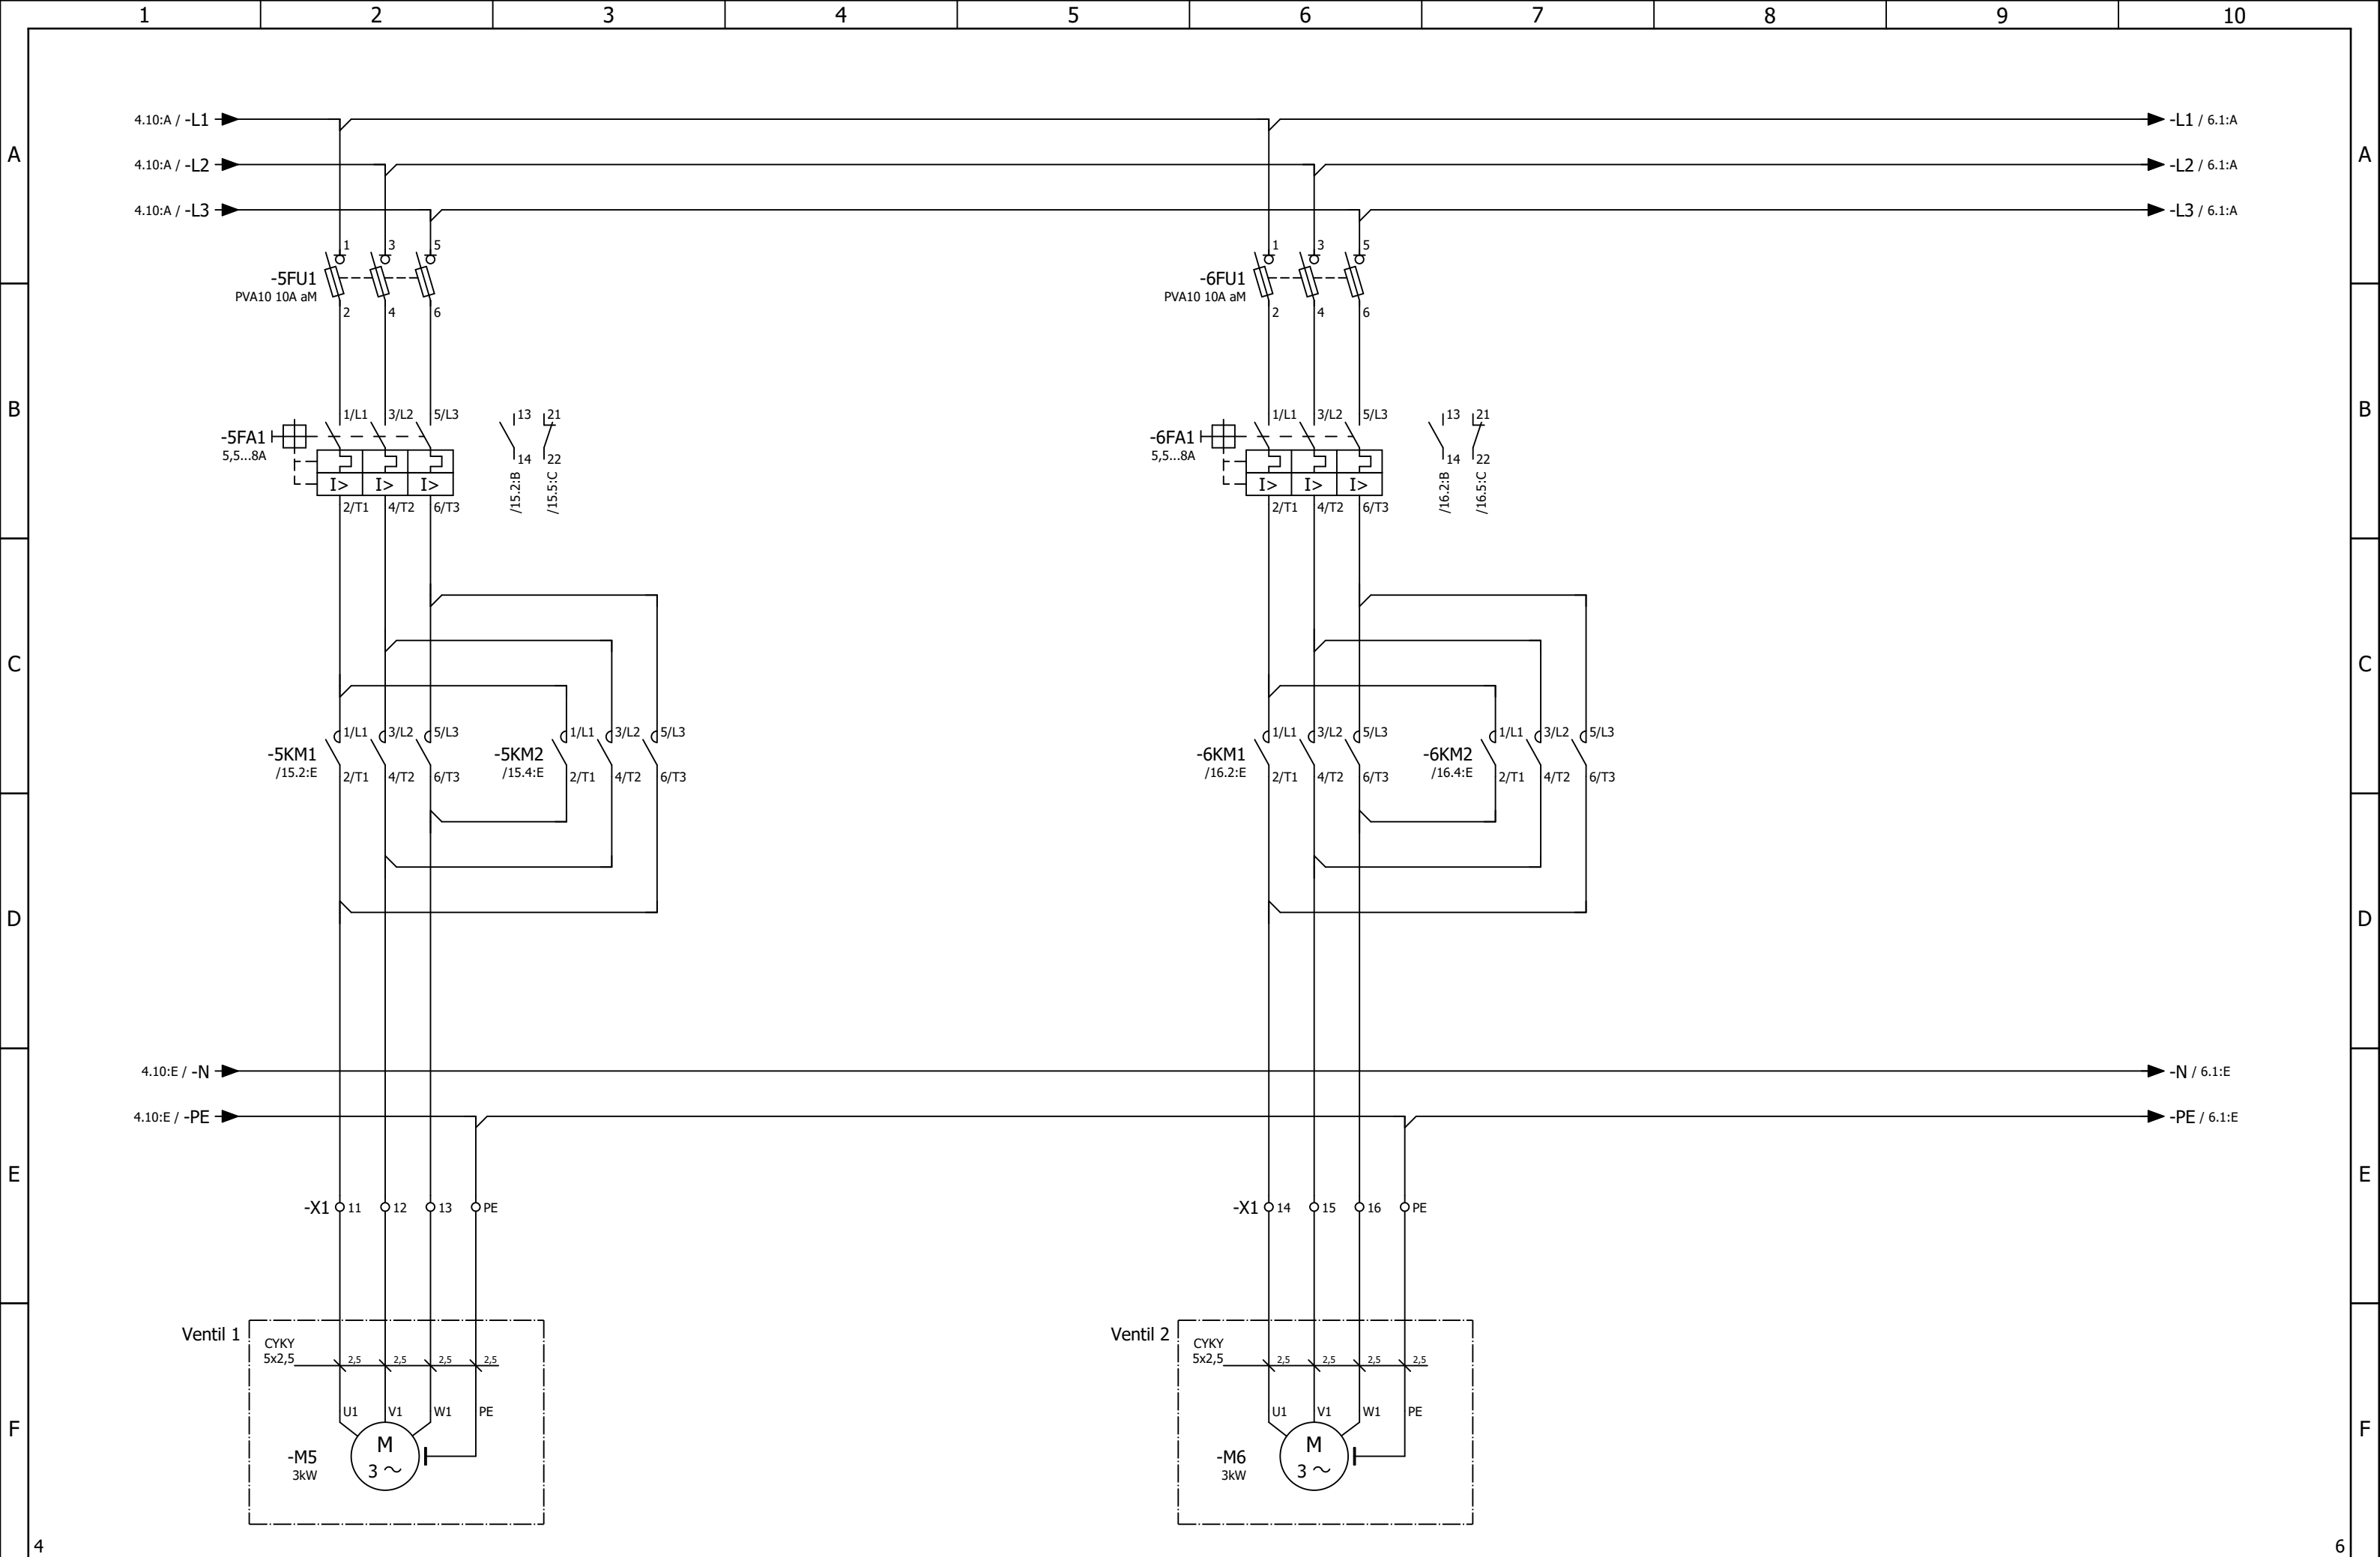 1 2 3 4 5 6 7 8 9 10
4.10:A / -L1 -L1 / 6.1:A
A A
4.10:A / -L2 -L2 / 6.1:A
4.10:A / -L3 -L3 / 6.1:A
1 3 5 1 3 5
-5FU1 -6FU1
PVA10 10A aM PVA10 10A aM
2 4 6 2 4 6
B B
1/L1 3/L2 5/L3 13 21 1/L1 3/L2 5/L3 13 21
-5FA1 -6FA1
5,5...8A 14 22 5,5...8A 14 22
I> I> I> /15.2:B /15.5:C I> I> I> /16.2:B /16.5:C
2/T1 4/T2 6/T3 2/T1 4/T2 6/T3
C C
1/L1 3/L2 5/L3 1/L1 3/L2 5/L3 1/L1 3/L2 5/L3 1/L1 3/L2 5/L3
-5KM1 -5KM2 -6KM1 -6KM2
/15.2:E /15.4:E /16.2:E /16.4:E
2/T1 4/T2 6/T3 2/T1 4/T2 6/T3 2/T1 4/T2 6/T3 2/T1 4/T2 6/T3
D D
4.10:E / -N -N / 6.1:E
4.10:E / -PE -PE / 6.1:E
E E
-X1 11 12 13 PE -X1 14 15 16 PE
Ventil 1 Ventil 2
CYKY CYKY
5x2,5 2,5 2,5 2,5 2,5 5x2,5 2,5 2,5 2,5 2,5
U1 V1 W1 PE U1 V1 W1 PE
F F
M M
-M5 -M6
3kW 3 ~ 3kW 3 ~
4 6